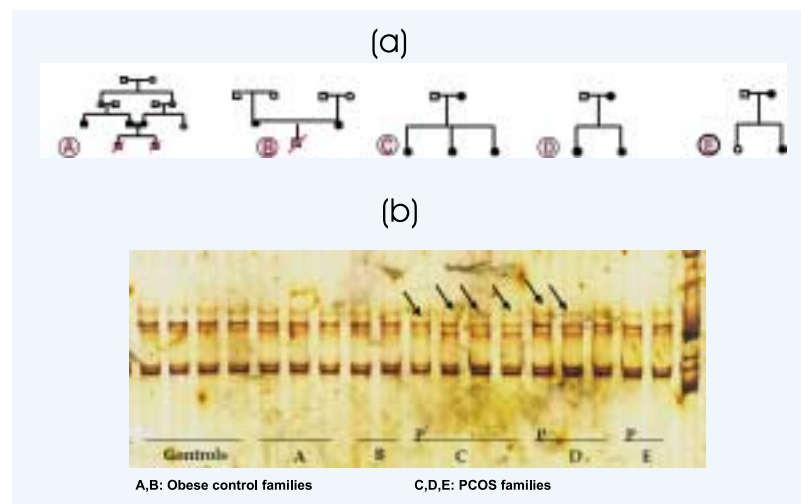 (a)
A B C D E
(b)
P P P
Controls A B C D E
A,B: Obese control families C,D,E: PCOS families